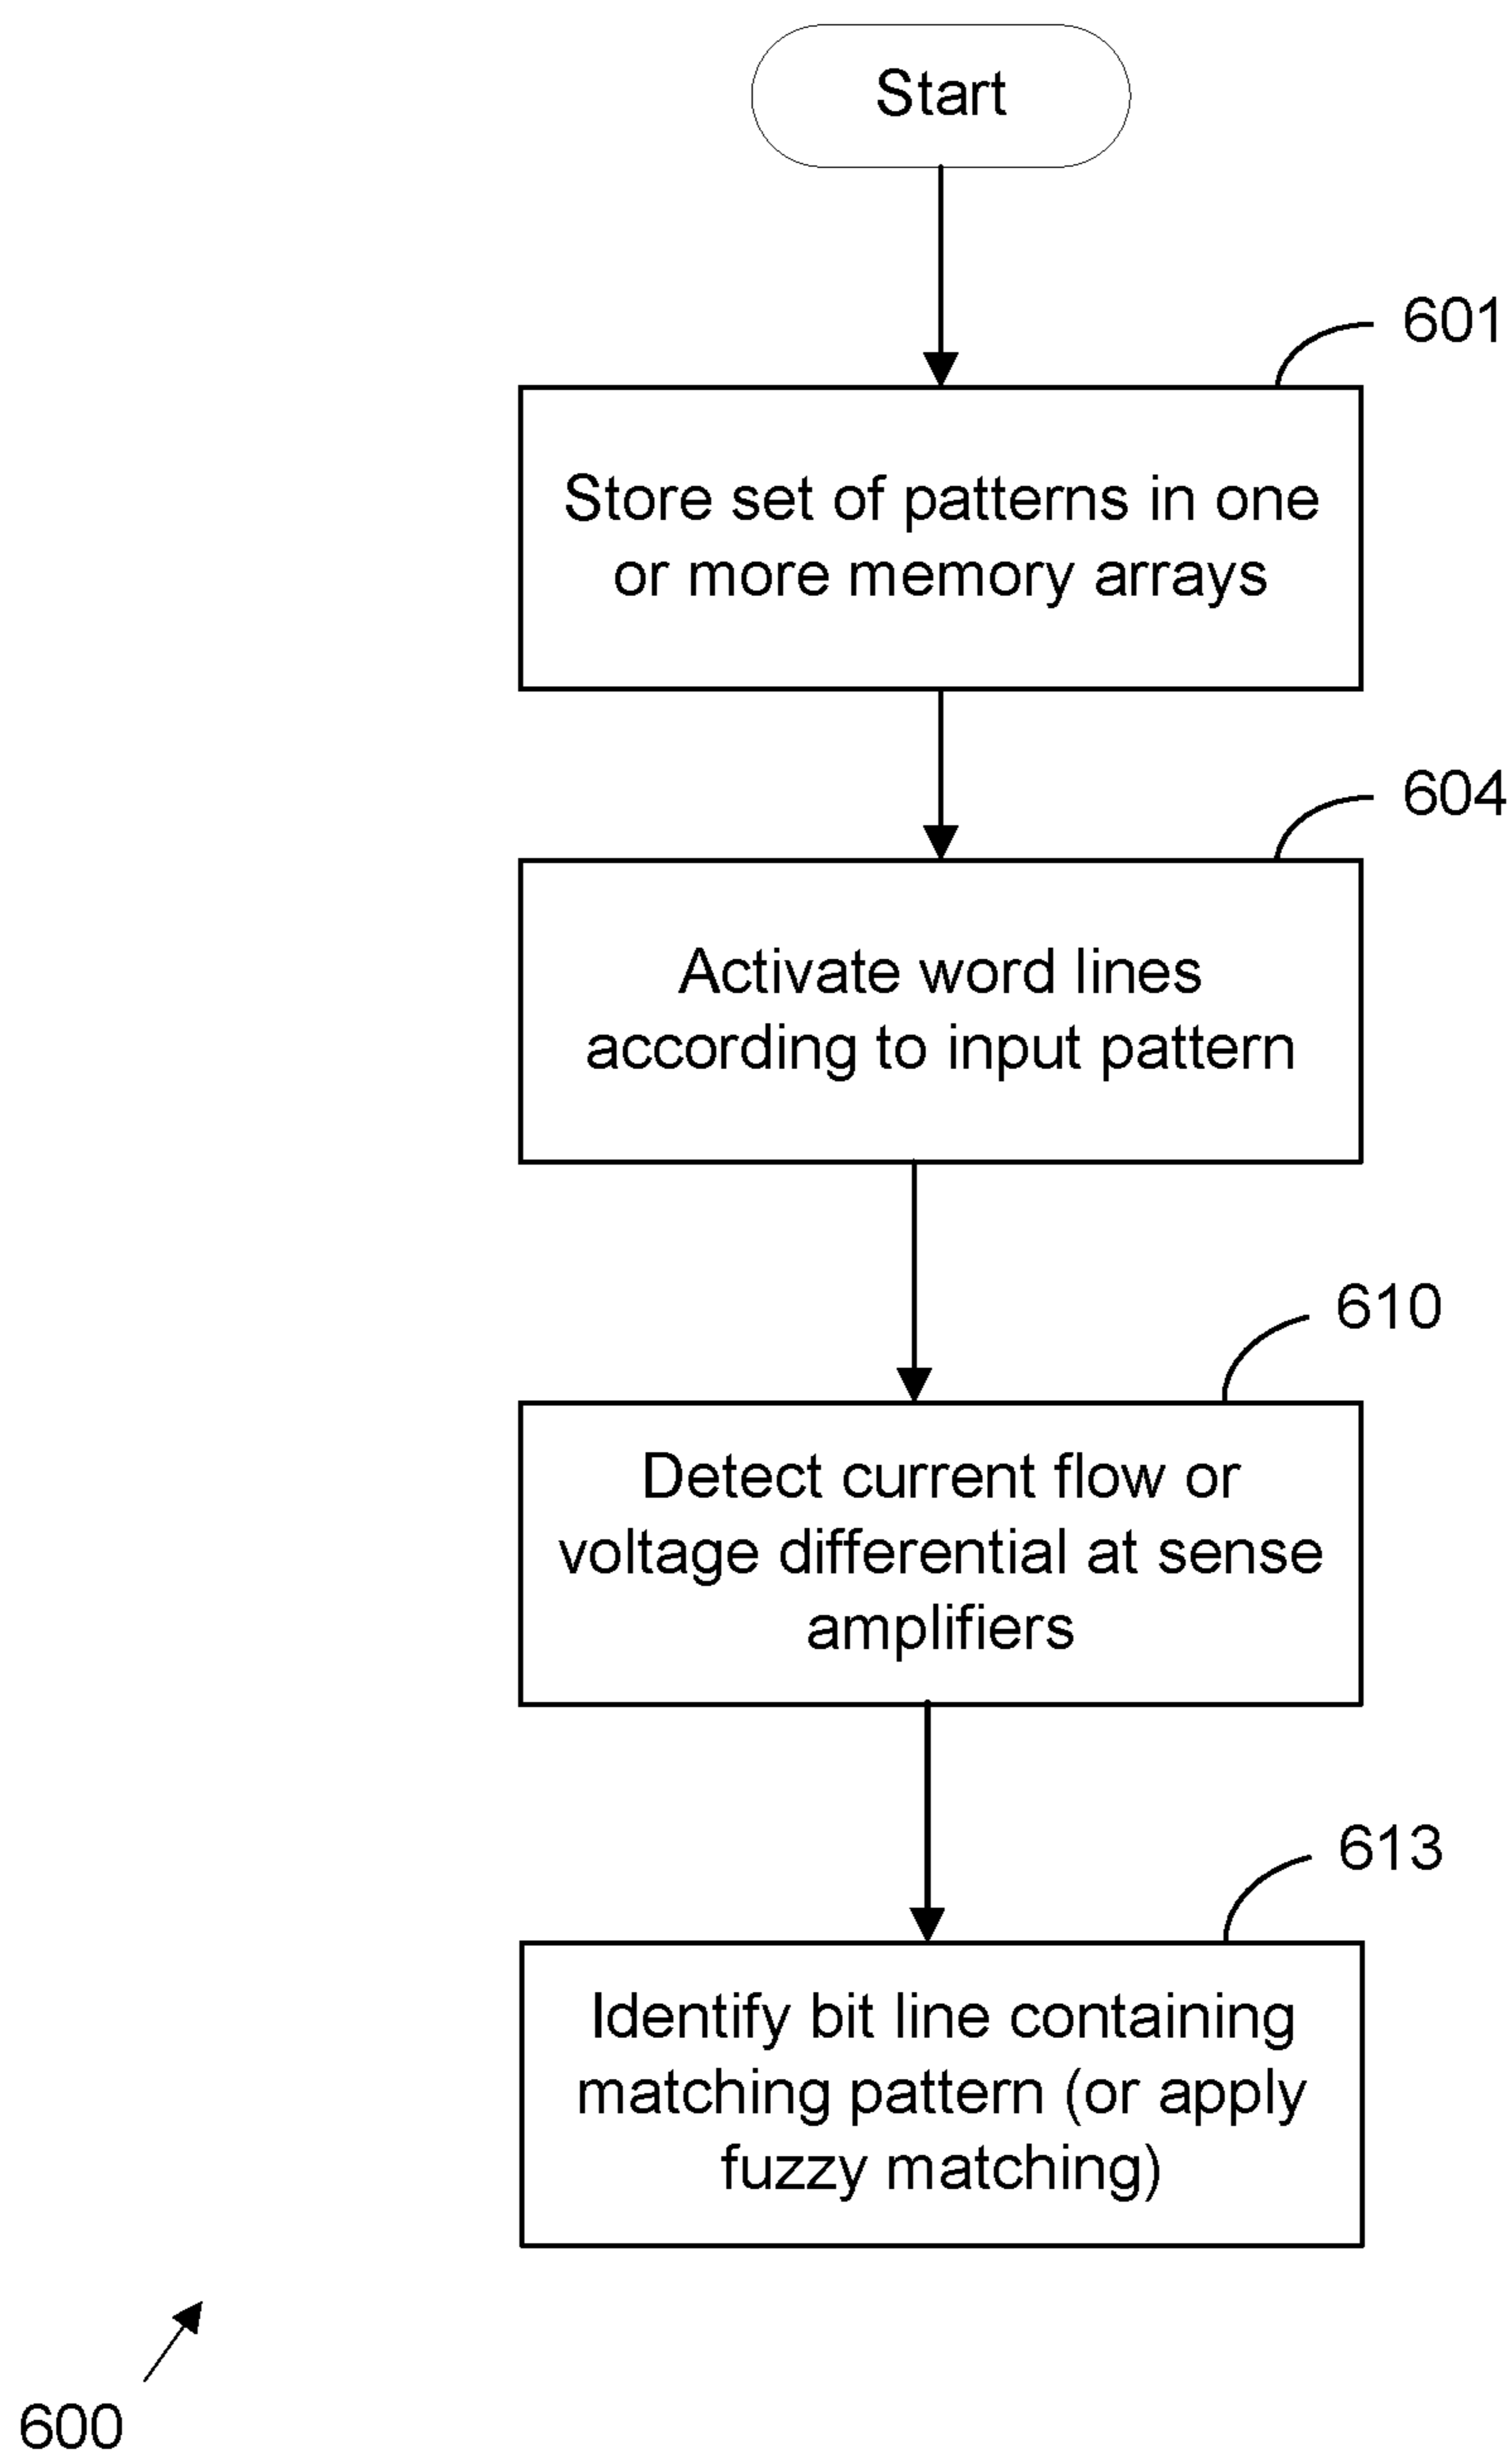 Start
601
Store set of patterns in one
or more memory arrays
604
Activate word lines
according to input pattern
610
Detect current flow or
voltage differential at sense
amplifiers
613
Identify bit line containing
matching pattern (or apply
fuzzy matching)
600